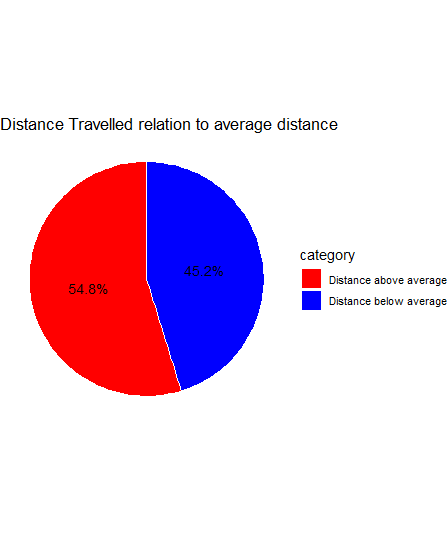 Distance Travelled relation to average distance
45.2%
54.8%
category
Distance above average
Distance below average